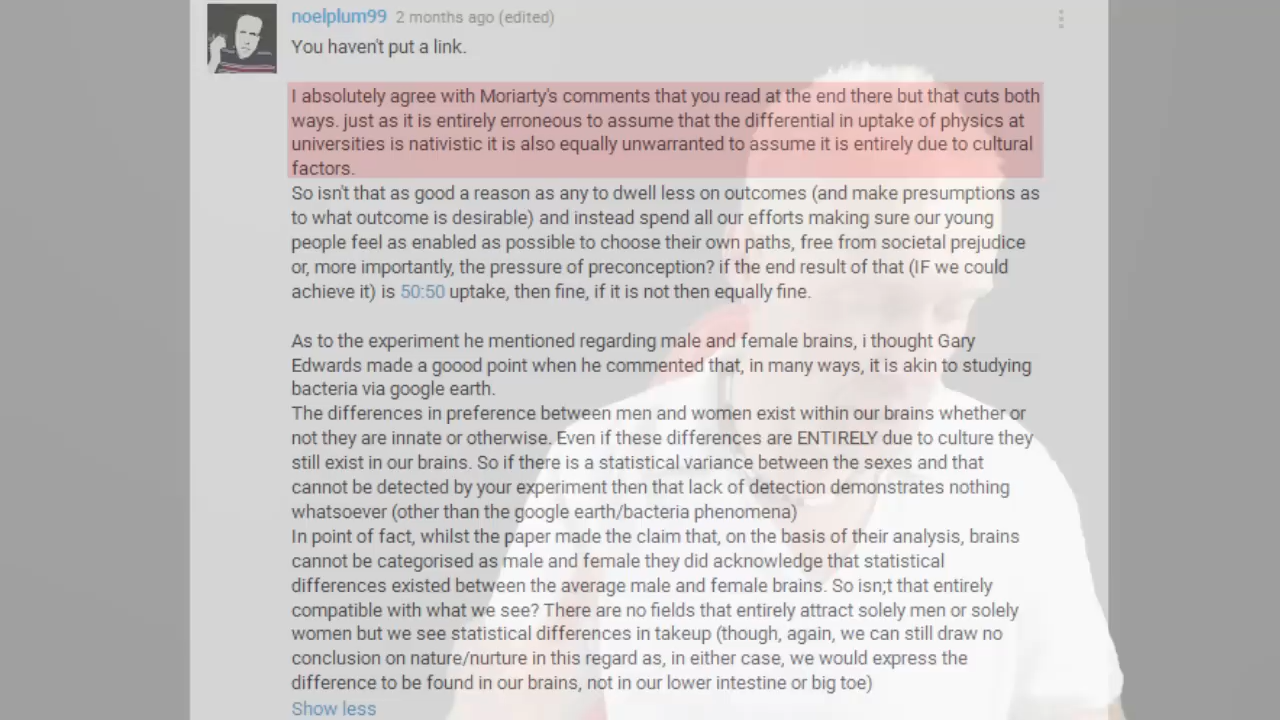 noelplum99 2 months ago (edited)
You haven't put a link.
I absolutely agree with Moriarty's comments that you read at the end there but that cuts both
ways. just as it is entirely erroneous to assume that the differential in uptake of physics at
universities is nativistic it is also equally unwarranted to assume it is entirely due to cultural
factors.
So isn't that as good a reason as any to dwell less on outcomes (and make presumptions as
to what outcome is desirable) and instead spend all our efforts making sure our young
people feel as enabled as possible to choose their own paths, free from societal prejudice
or, more importantly, the pressure of preconception? if the end result of that (IF we could
achieve it) is 50:50 uptake, then fine, if it is not then equally fine.
As to the experiment he mentioned regarding male and female brains, i thought Gary
Edwards made a goood point when he commented that, in many ways, it is akin to studying
bacteria via google earth.
The differences in preference between men and women exist within our brains whether or
not they are innate or otherwise. Even if these differences are ENTIRELY due to culture they
still exist in our brains. So if there is a statistical variance between the sexes and that
cannot be detected by your experiment then that lack of detection demonstrates nothing
whatsoever (other than the google earth/bacteria phenomena)
In point of fact, whilst the paper made the claim that, on the basis of their analysis, brains
cannot be categorised as male and female they did acknowledge that statistical
differences existed between the average male and female brains. So isn;t that entirely
compatible with what we see? There are no fields that entirely attract solely men or solely
women but we see statistical differences in takeup (though, again, we can still draw no
conclusion on nature/nurture in this regard as, in either case, we would express the
difference to be found in our brains, not in our lower intestine or big toe)
Show less